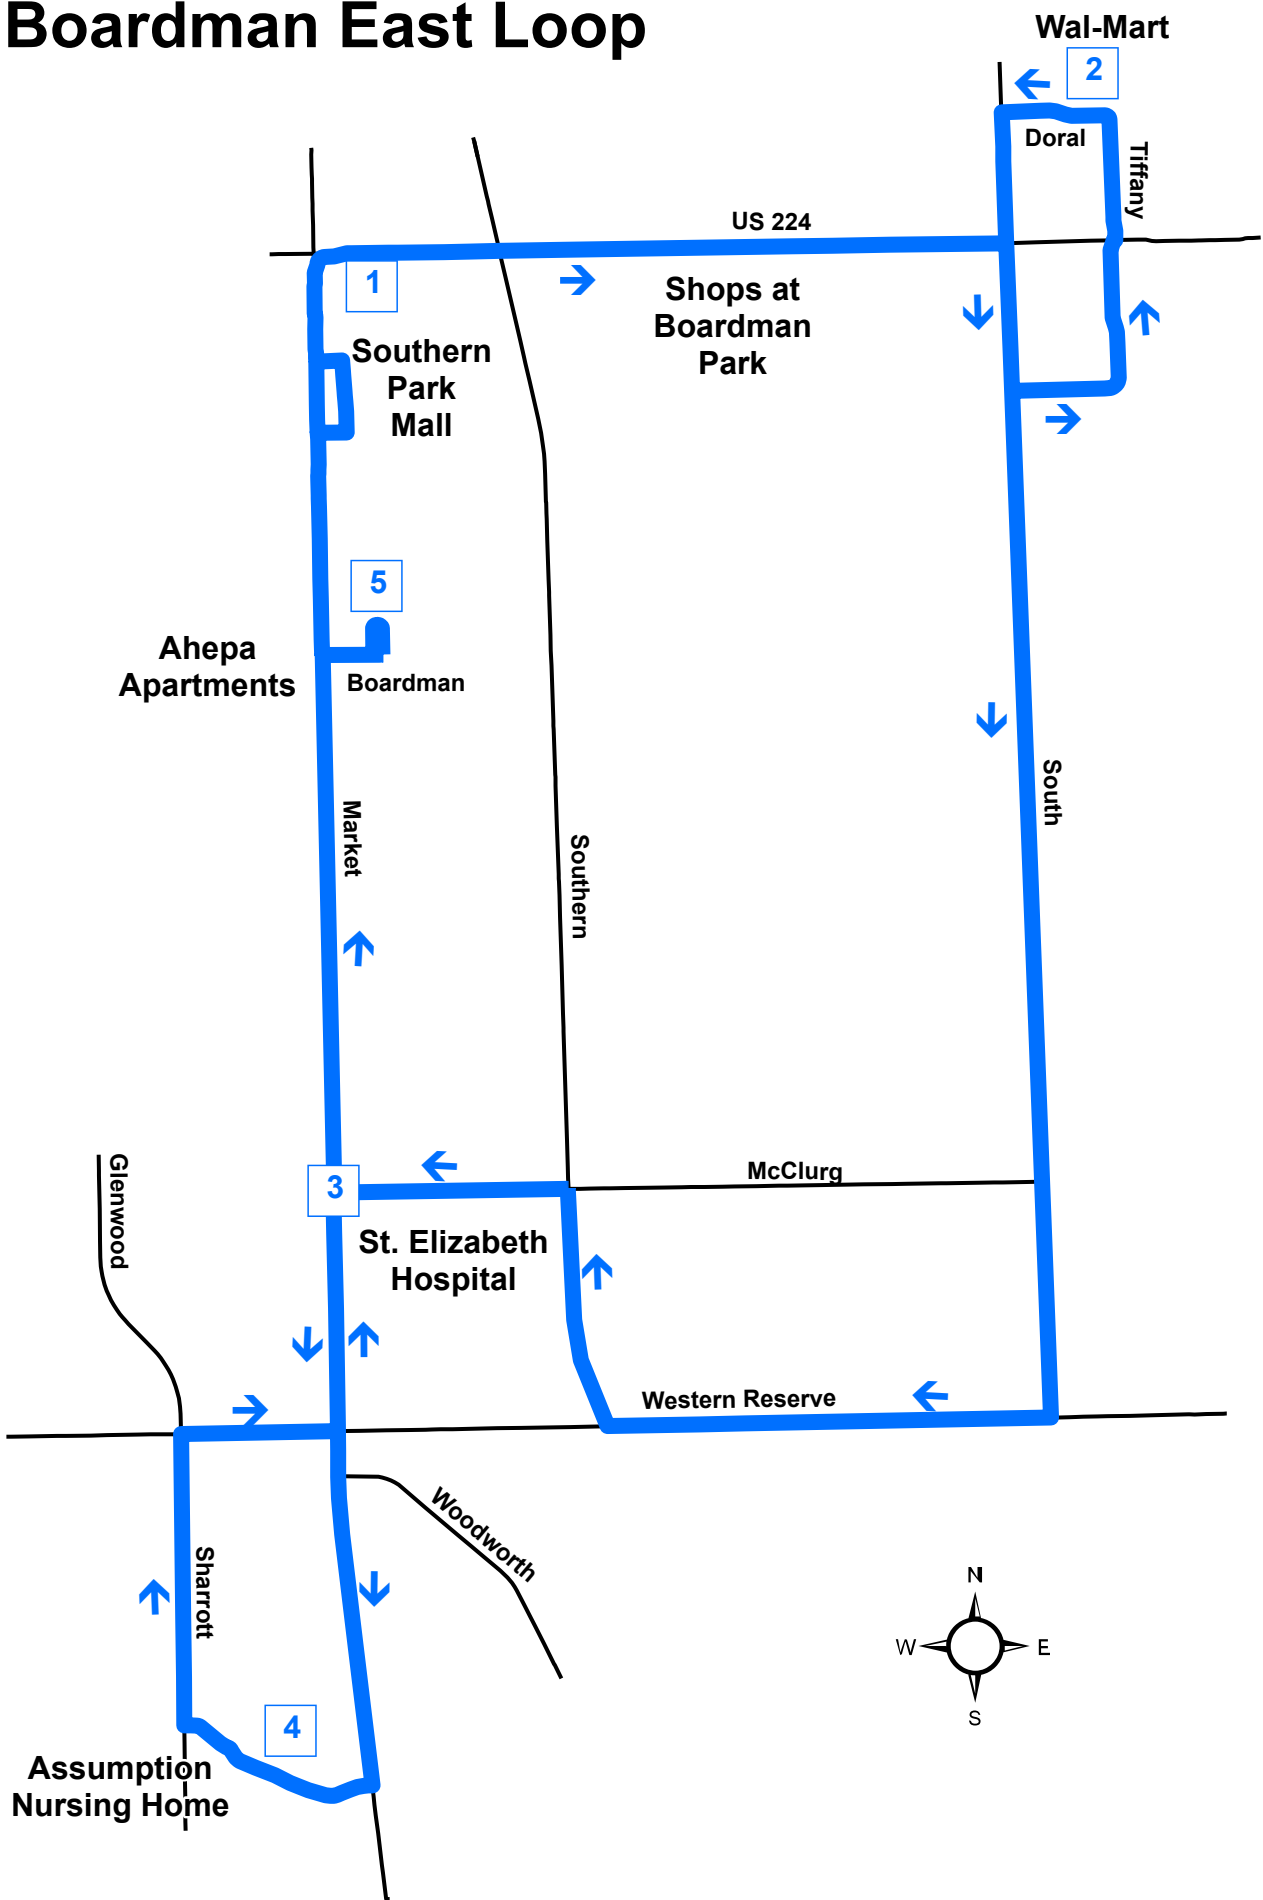 Boardman East Loop
Wal-Mart
2
Doral
Tiffany
US 224
1
Shops at
Boardman
Park
Southern
Park
Mall
5
Ahepa
Apartments
Boardman
Market
South
Southern
Glenwood
McClurg
3
St. Elizabeth
Hospital
Western Reserve
Woodworth
Sharrott
N
W
E
S
4
Assumption
Nursing Home